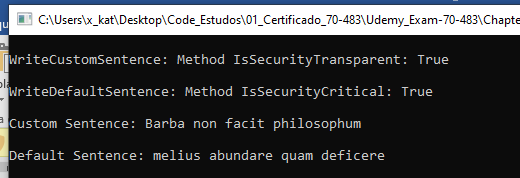 C:\Users\x_kat\Desktop\Code_Estudos\01_Certificado_70-483\Udemy_Exam-70-483\Chapte
WriteCustomSentence: Method IsSecurityTransparent: True
WriteDefaultSentence: Method IsSecurityCritical: True
Custom Sentence: Barba non facit philosophum
Default Sentence: melius abundare quam deficere